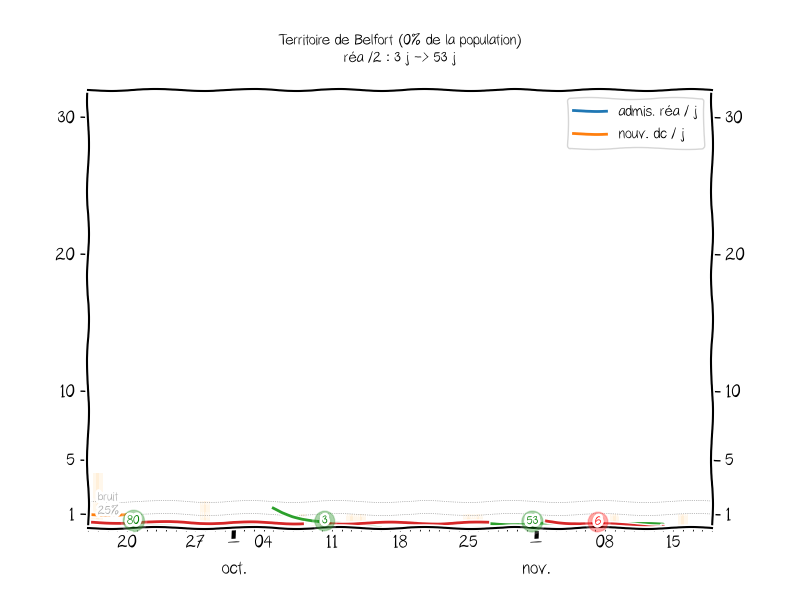 Territoire de Belfort (0% de la population)
réa /2 : 3 j -> 53 j
admis. réa / j
nouv. dc / j
30
30
20
20
10
10
5
5
bruit
25%
1
1
80
3
53
6
20 27 — 04 11 18 25 — 08 15
oct. nov.